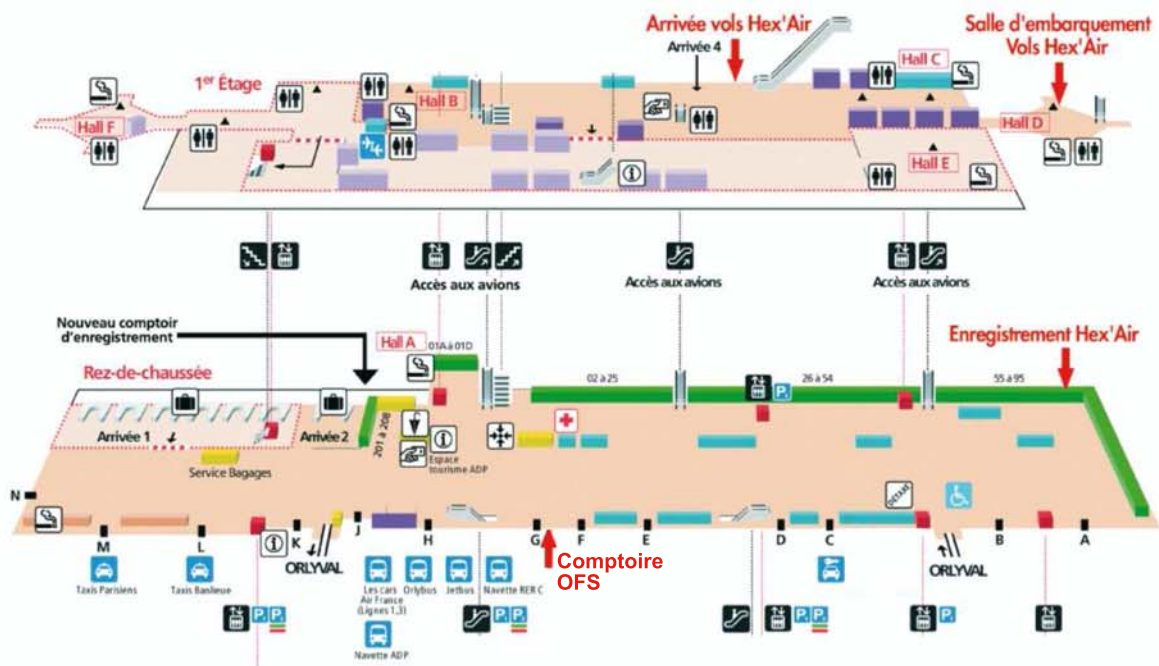 Arrivée vols Hex'Air
Salle d'embarquement
Vols Hex'Air
Arrivée 4
1er Étage
Hall C
Hall B
Hall F
Hall D
Hall E
Accès aux avions
Accès aux avions
Accès aux avions
Nouveau comptoir
d'enregistrement
Hall A
01A à 01D
Enregistrement Hex'Air
Rez-de-chaussée
02 à 25
26 à 54
55 à 95
Arrivée 1
Arrivée 2
201 à 208
Espace
tourisme ADP
Service Bagages
DÉTAXE
N
M
L
K
J
H
G
F
E
D
C
B
A
ORLYVAL
ORLYVAL
Comptoire
OFS
Taxis Parisiens
Taxis Banlieue
Les cars
Air France
(Lignes 1,3)
Orlybus
Jetbus
Navette RER C
Navette ADP